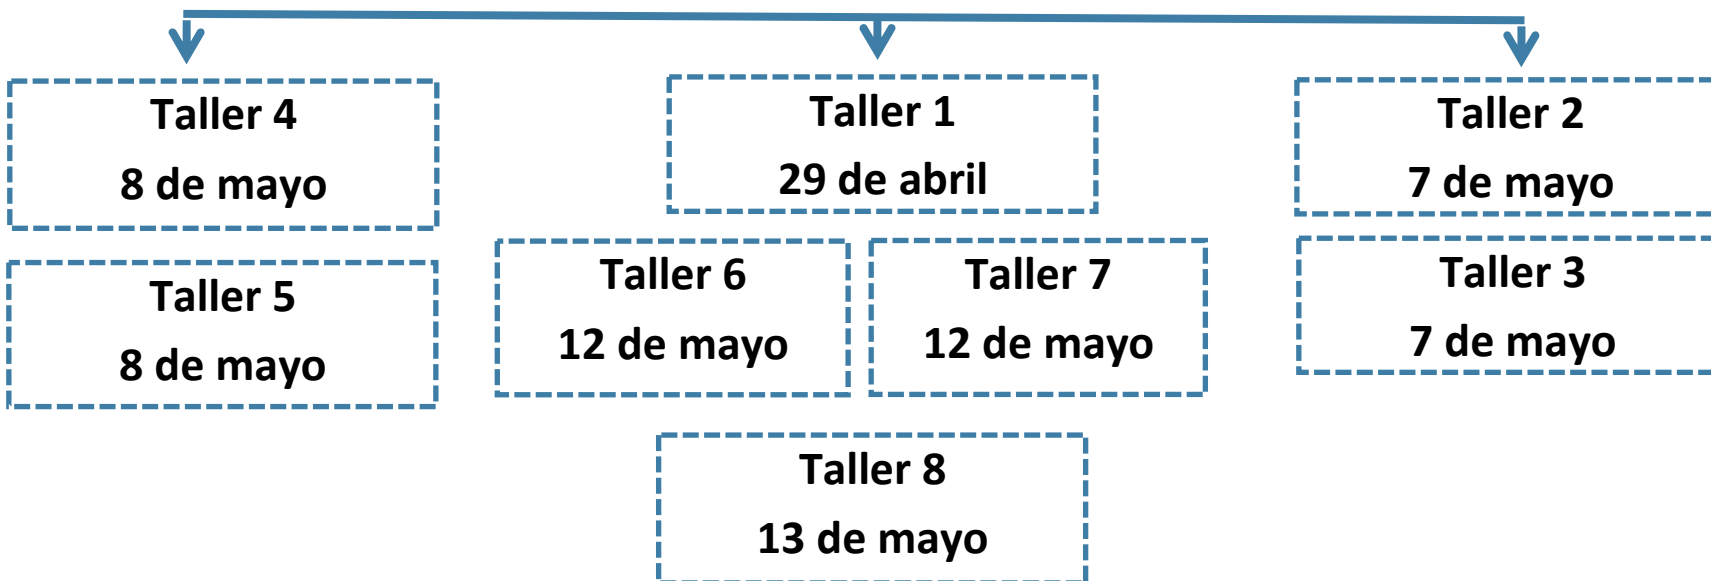 Taller 4
8 de mayo
Taller 1
29 de abril
Taller 2
7 de mayo
Taller 5
8 de mayo
Taller 6
12 de mayo
Taller 7
12 de mayo
Taller 3
7 de mayo
Taller 8
13 de mayo